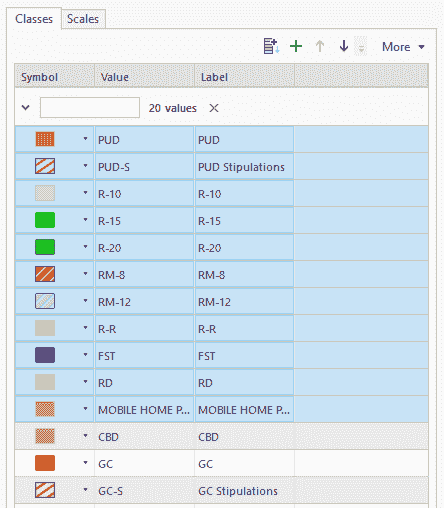 Classes Scales
More
Symbol Value Label
20 values
PUD PUD
PUD-S PUD Stipulations
R-10 R-10
R-15 R-15
R-20 R-20
RM-8 RM-8
RM-12 RM-12
R-R R-R
FST FST
RD RD
MOBILE HOME P... MOBILE HOME P...
CBD CBD
GC GC
GC-S GC Stipulations